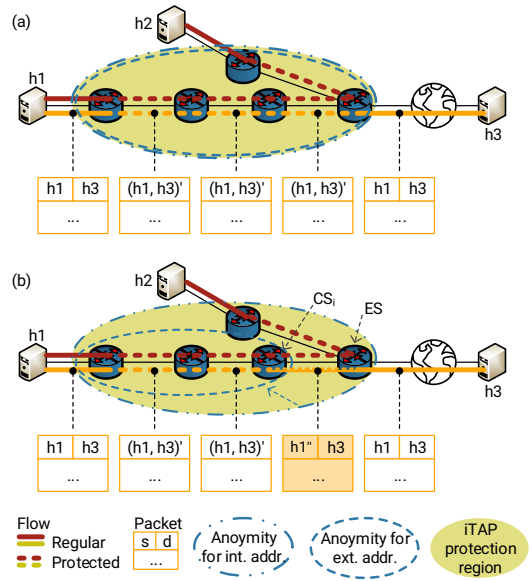 (a)
h2
h1
h3
h1 h3 (h1, h3)' (h1, h3)' (h1, h3)' h1 h3
... ... ... ... ...
(b)
h2
CSi
ES
h1
h3
h1 h3 (h1, h3)' (h1, h3)' h1" h3 h1 h3
... ... ... ... ...
Flow
Regular
Protected
Packet
s d
...
Anoymity
for int. addr.
Anoymity for
ext. addr.
iTAP
protection
region